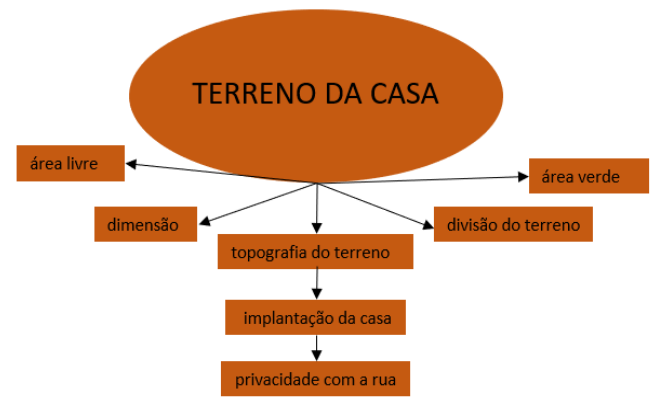 TERRENO DA CASA
área livre
área verde
dimensão
divisão do terreno
topografia do terreno
implantação da casa
privacidade com a rua